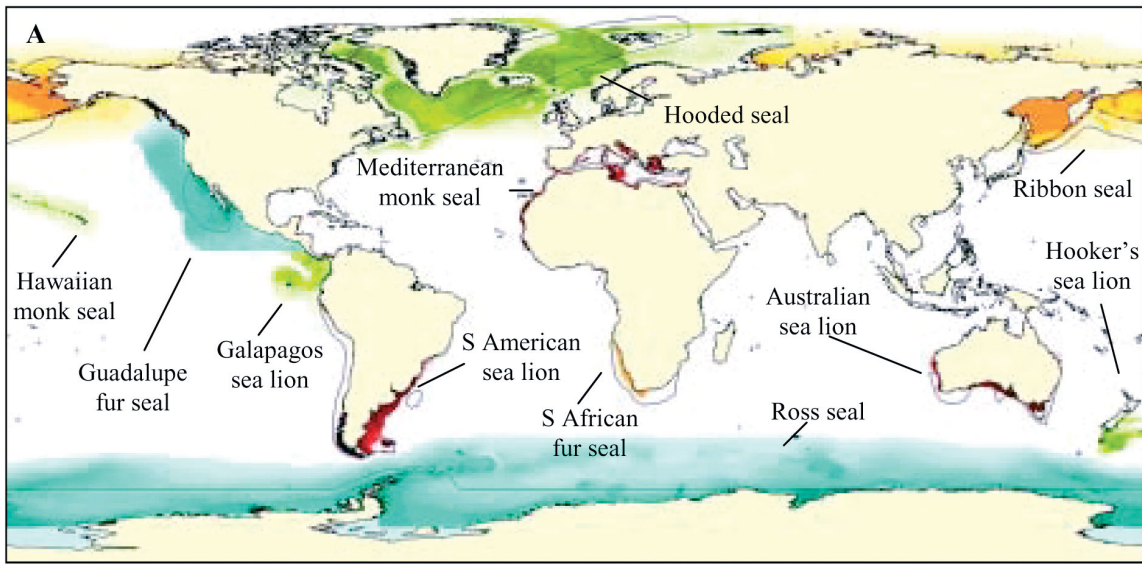 A
Hooded seal
Mediterranean
monk seal
Ribbon seal
Hawaiian
monk seal
Hooker's
sea lion
Australian
sea lion
Galapagos
sea lion
S American
sea lion
Guadalupe
fur seal
S African
fur seal
Ross seal